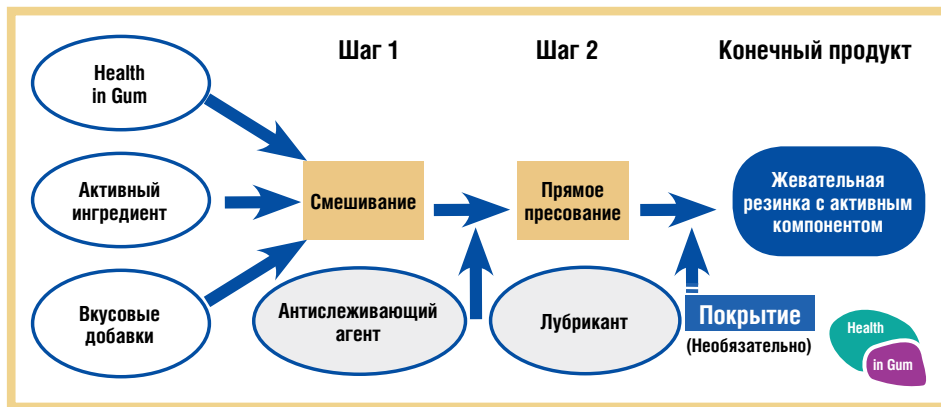 Шаг 1
Шаг 2
Конечный продукт
Health
in Gum
Активный
ингредиент
Вкусовые
добавки
Смешивание
Антислеживающий
агент
Прямое
пресование
Лубрикант
Покрытие
(Необязательно)
Жевательная
резинка с активным
компонентом
Health
in Gum